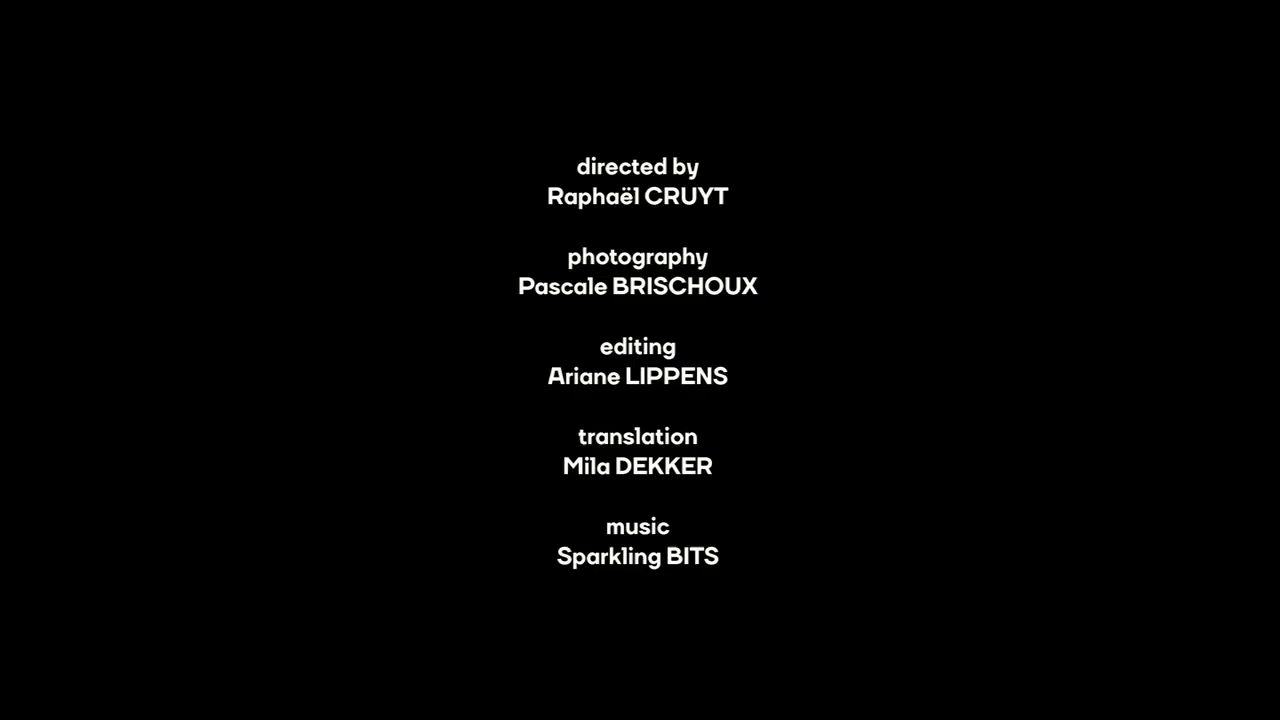 directed by
Raphaël CRUYT
photography
Pascale BRISCHOUX
editing
Ariane LIPPENS
translation
Mila DEKKER
music
Sparkling BITS